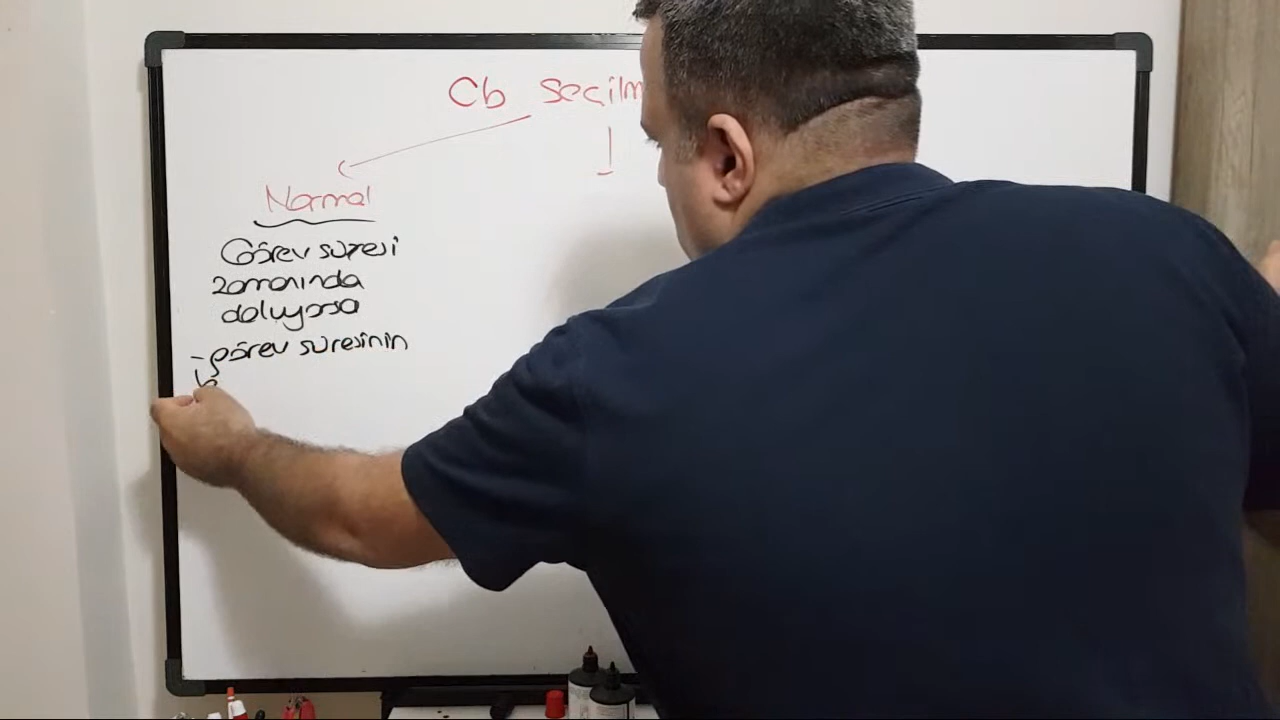 Cb seçilm
Normal
Görev süresi
zamanında
doluyorsa
- görev süresinin
b